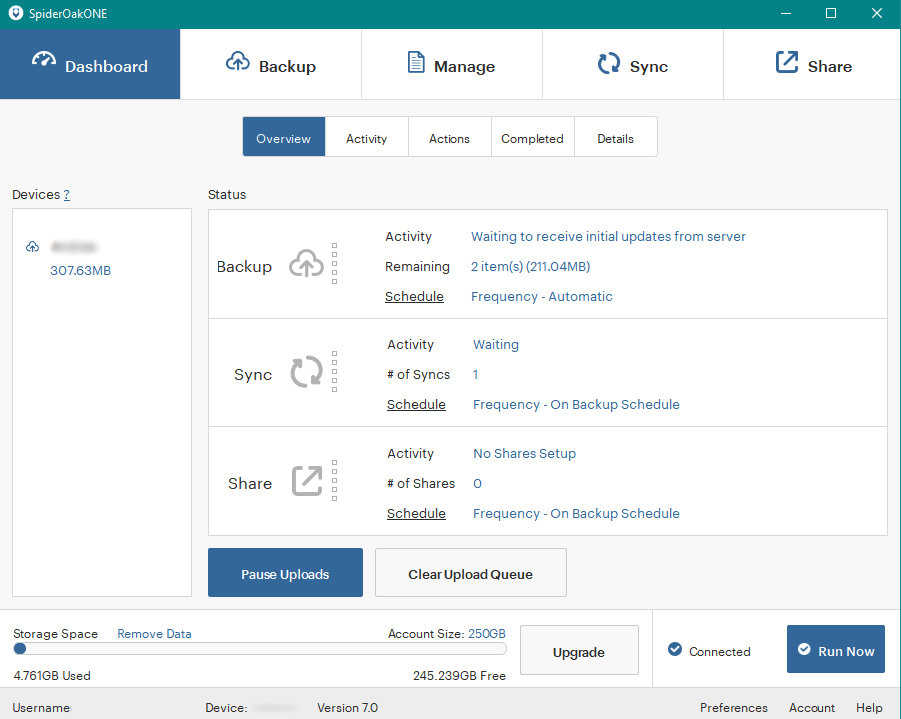 SpiderOakONE
Dashboard
Backup
Manage
Sync
Share
Overview
Activity
Actions
Completed
Details
Devices ?
307.63MB
Status
Backup
Activity Waiting to receive initial updates from server
Remaining 2 item(s) (211.04MB)
Schedule Frequency - Automatic
Sync
Activity Waiting
# of Syncs 1
Schedule Frequency - On Backup Schedule
Share
Activity No Shares Setup
# of Shares 0
Schedule Frequency - On Backup Schedule
Pause Uploads
Clear Upload Queue
Storage Space Remove Data Account Size: 250GB
4.761GB Used 245.239GB Free
Upgrade
Connected
Run Now
Username Device: Version 7.0 Preferences Account Help